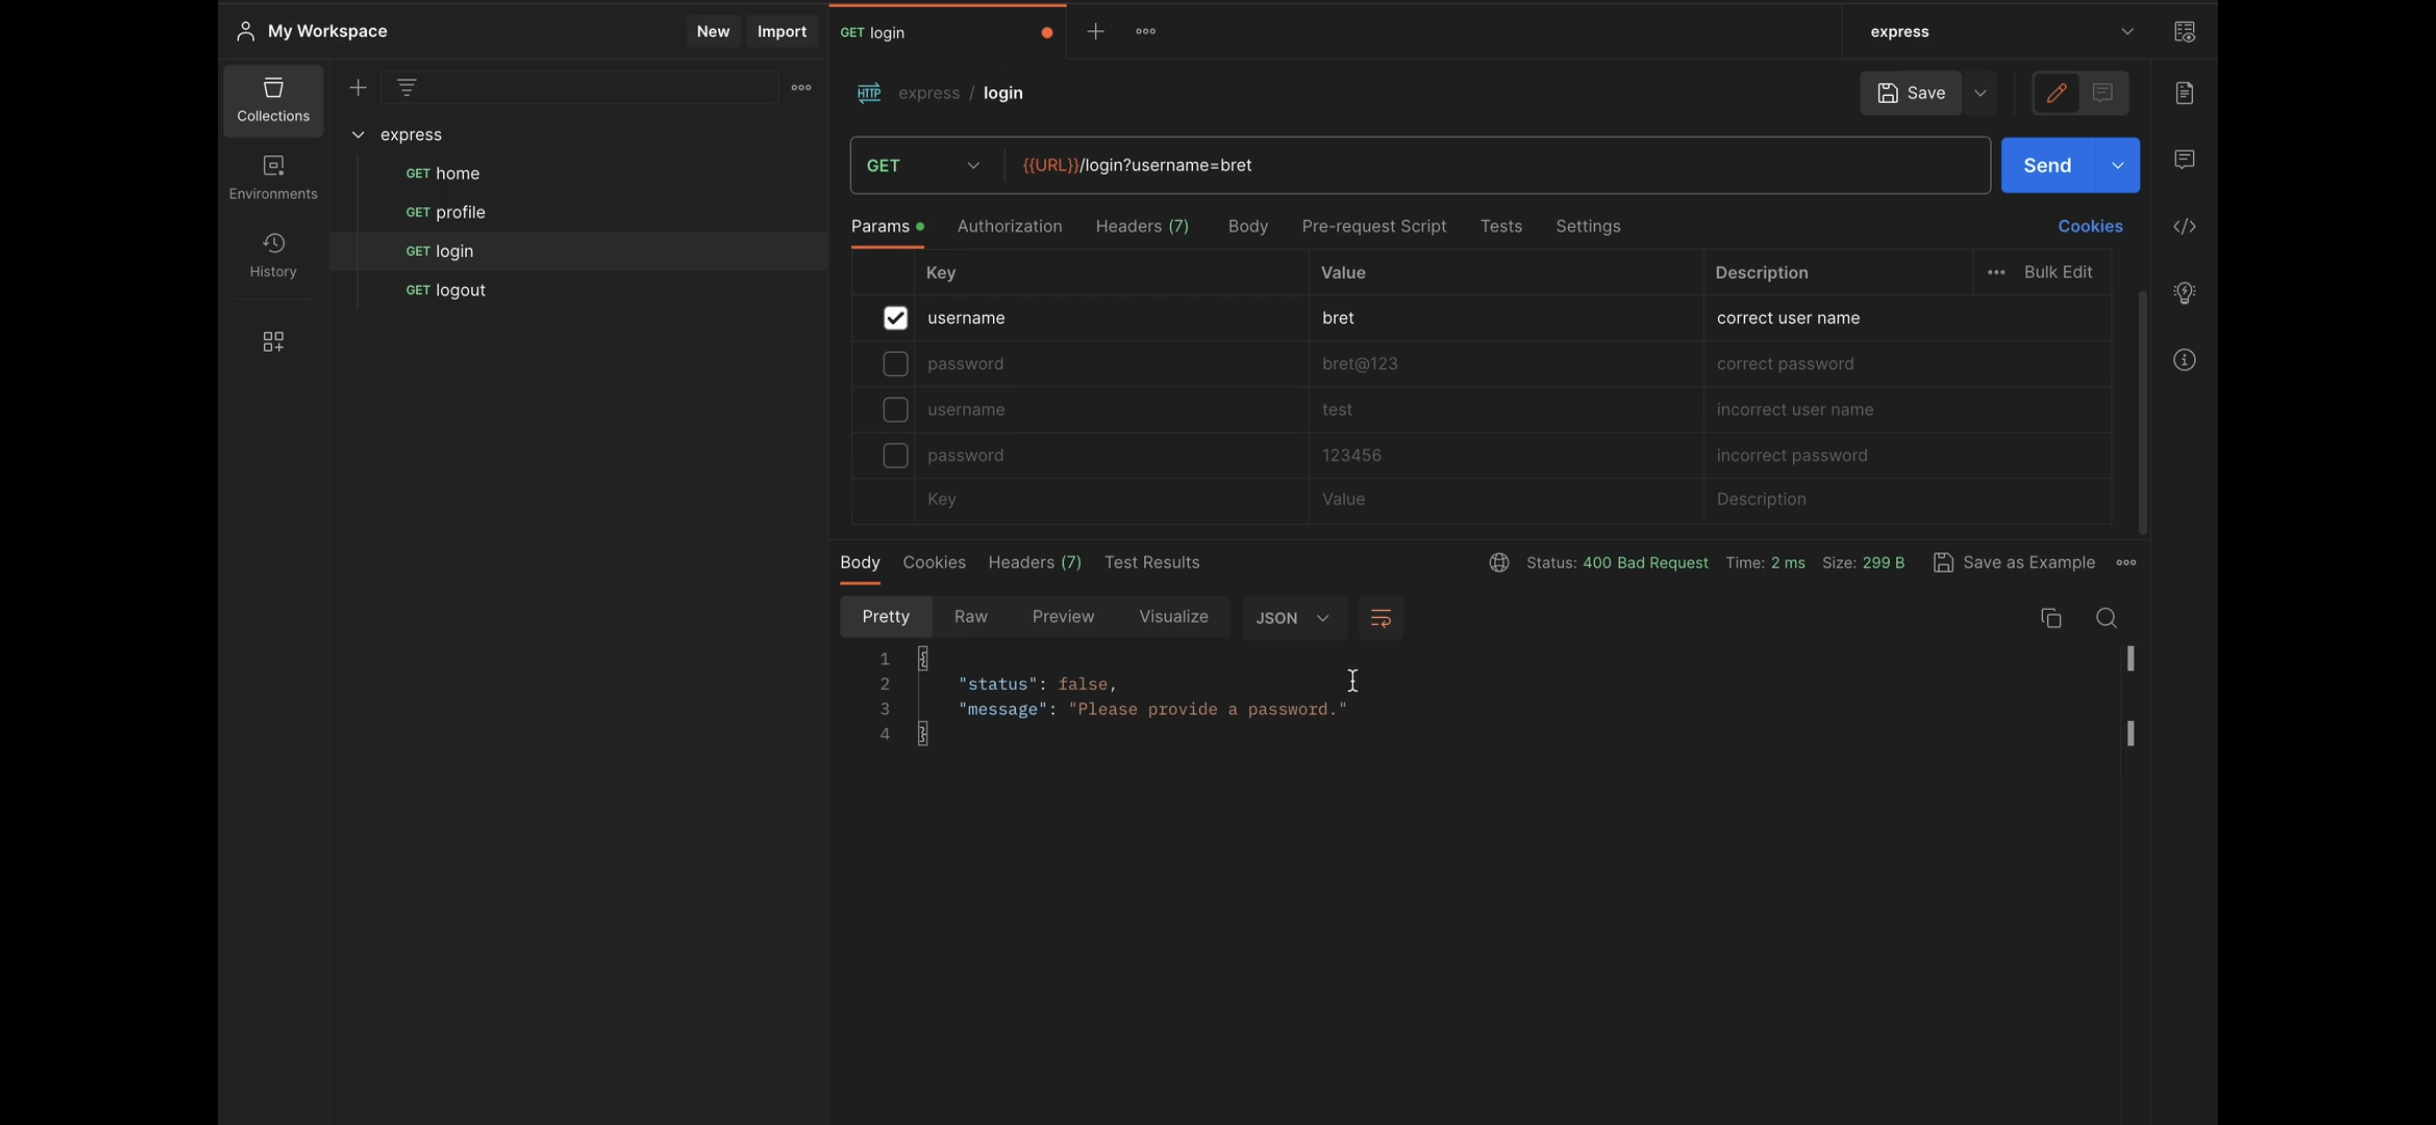 My Workspace
New
Import
GET login
express
Collections
Environments
History
express
GET home
GET profile
GET login
GET logout
HTTP express / login
Save
GET
{{URL}}/login?username=bret
Send
Params
Authorization
Headers (7)
Body
Pre-request Script
Tests
Settings
Cookies
Key Value Description Bulk Edit
username bret correct user name
password bret@123 correct password
username test incorrect user name
password 123456 incorrect password
Key Value Description
Body
Cookies
Headers (7)
Test Results
Status: 400 Bad Request Time: 2 ms Size: 299 B
Save as Example
Pretty
Raw
Preview
Visualize
JSON
1 {
2 "status": false,
3 "message": "Please provide a password."
4 }